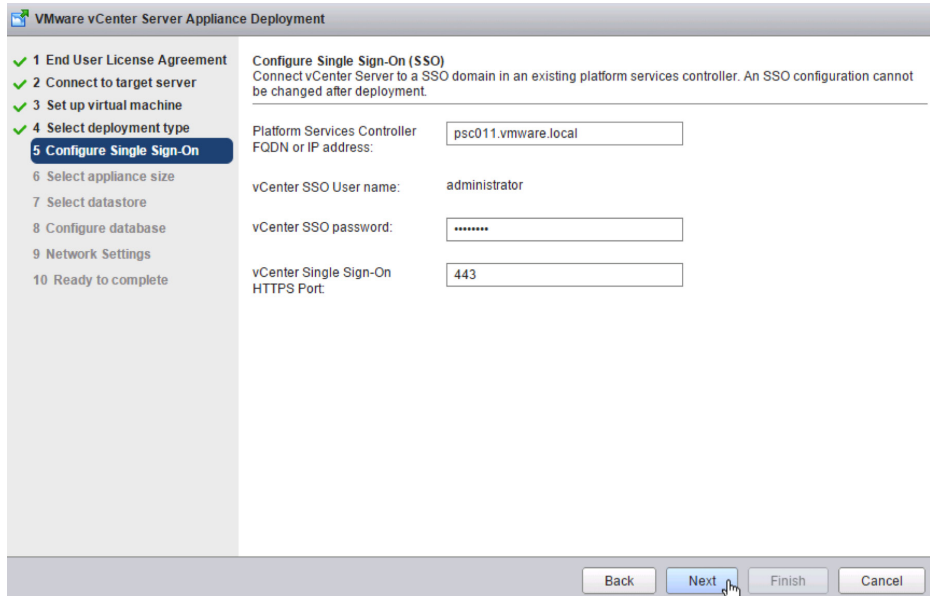 VMware vCenter Server Appliance Deployment
1 End User License Agreement
2 Connect to target server
3 Set up virtual machine
4 Select deployment type
5 Configure Single Sign-On
6 Select appliance size
7 Select datastore
8 Configure database
9 Network Settings
10 Ready to complete
Configure Single Sign-On (SSO)
Connect vCenter Server to a SSO domain in an existing platform services controller. An SSO configuration cannot
be changed after deployment.
Platform Services Controller
FQDN or IP address:
psc011.vmware.local
vCenter SSO User name:
administrator
vCenter SSO password:
••••••••
vCenter Single Sign-On
HTTPS Port:
443
Back
Next
Finish
Cancel